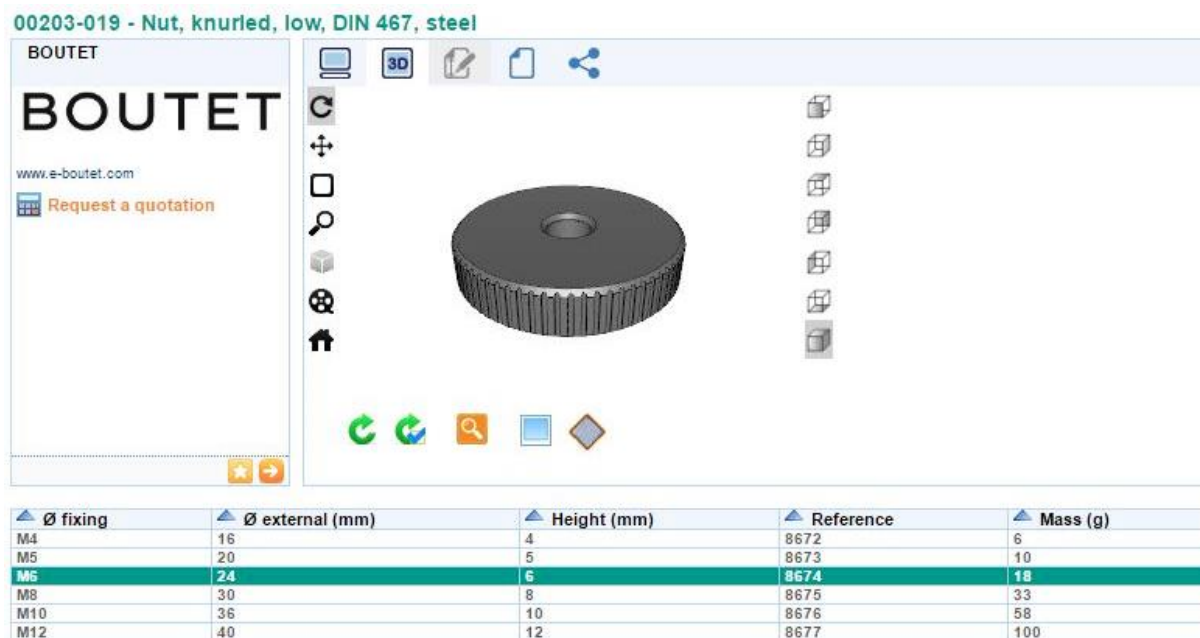 00203-019 - Nut, knurled, low, DIN 467, steel
BOUTET
BOUTET
www.e-boutet.com
Request a quotation
3D
Ø fixing Ø external (mm) Height (mm) Reference Mass (g)
M4 16 4 8672 6
M5 20 5 8673 10
M6 24 6 8674 18
M8 30 8 8675 33
M10 36 10 8676 58
M12 40 12 8677 100